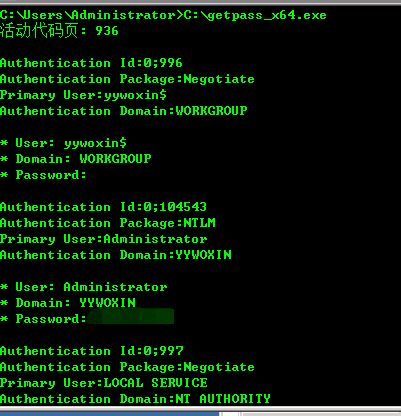 C:\Users\Administrator>C:\getpass_x64.exe
活动代码页: 936
Authentication Id:0;996
Authentication Package:Negotiate
Primary User:yywoxin$
Authentication Domain:WORKGROUP
* User: yywoxin$
* Domain: WORKGROUP
* Password:
Authentication Id:0;104543
Authentication Package:NTLM
Primary User:Administrator
Authentication Domain:YYWOXIN
* User: Administrator
* Domain: YYWOXIN
* Password:
Authentication Id:0;997
Authentication Package:Negotiate
Primary User:LOCAL SERVICE
Authentication Domain:NT AUTHORITY